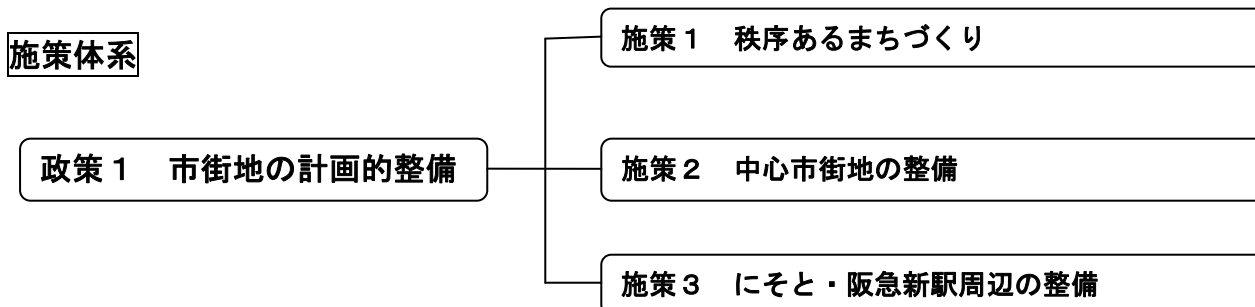 施策体系
政策１　市街地の計画的整備
施策１　秩序あるまちづくり
施策２　中心市街地の整備
施策３　にそと・阪急新駅周辺の整備